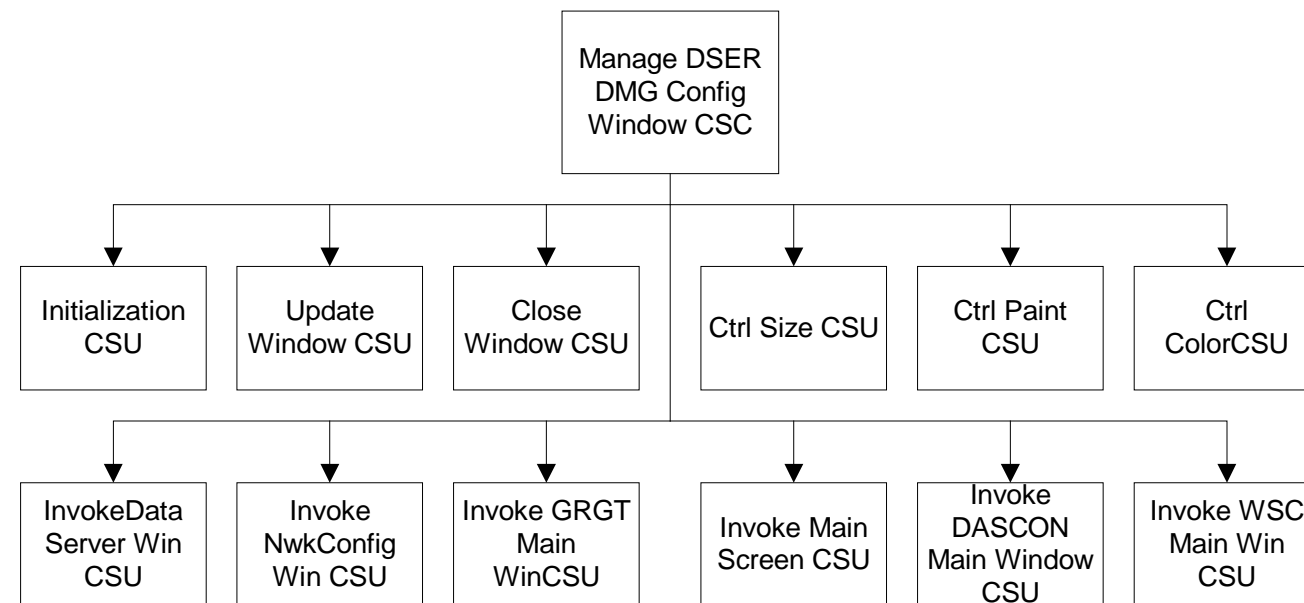 Manage DSER
DMG Config
Window CSC
Initialization
CSU
Update
Window CSU
Close
Window CSU
Ctrl Size CSU
Ctrl Paint
CSU
Ctrl
ColorCSU
InvokeData
Server Win
CSU
Invoke
NwkConfig
Win CSU
Invoke GRGT
Main
WinCSU
Invoke Main
Screen CSU
Invoke
DASCON
Main Window
CSU
Invoke WSC
Main Win
CSU